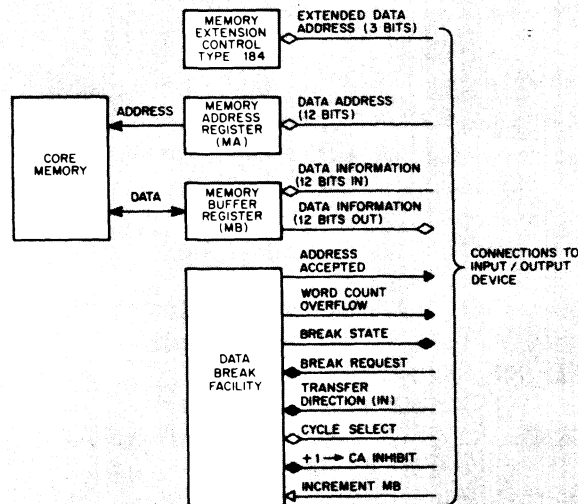 MEMORY
EXTENSION
CONTROL
TYPE 184
EXTENDED DATA
ADDRESS (3 BITS)
CORE
MEMORY
ADDRESS
MEMORY
ADDRESS
REGISTER
(MA)
DATA ADDRESS
(12 BITS)
DATA
MEMORY
BUFFER
REGISTER
(MB)
DATA INFORMATION
(12 BITS IN)
DATA INFORMATION
(12 BITS OUT)
DATA
BREAK
FACILITY
ADDRESS
ACCEPTED
WORD COUNT
OVERFLOW
BREAK STATE
BREAK REQUEST
TRANSFER
DIRECTION (IN)
CYCLE SELECT
+1 → CA INHIBIT
INCREMENT MB
CONNECTIONS TO
INPUT / OUTPUT
DEVICE